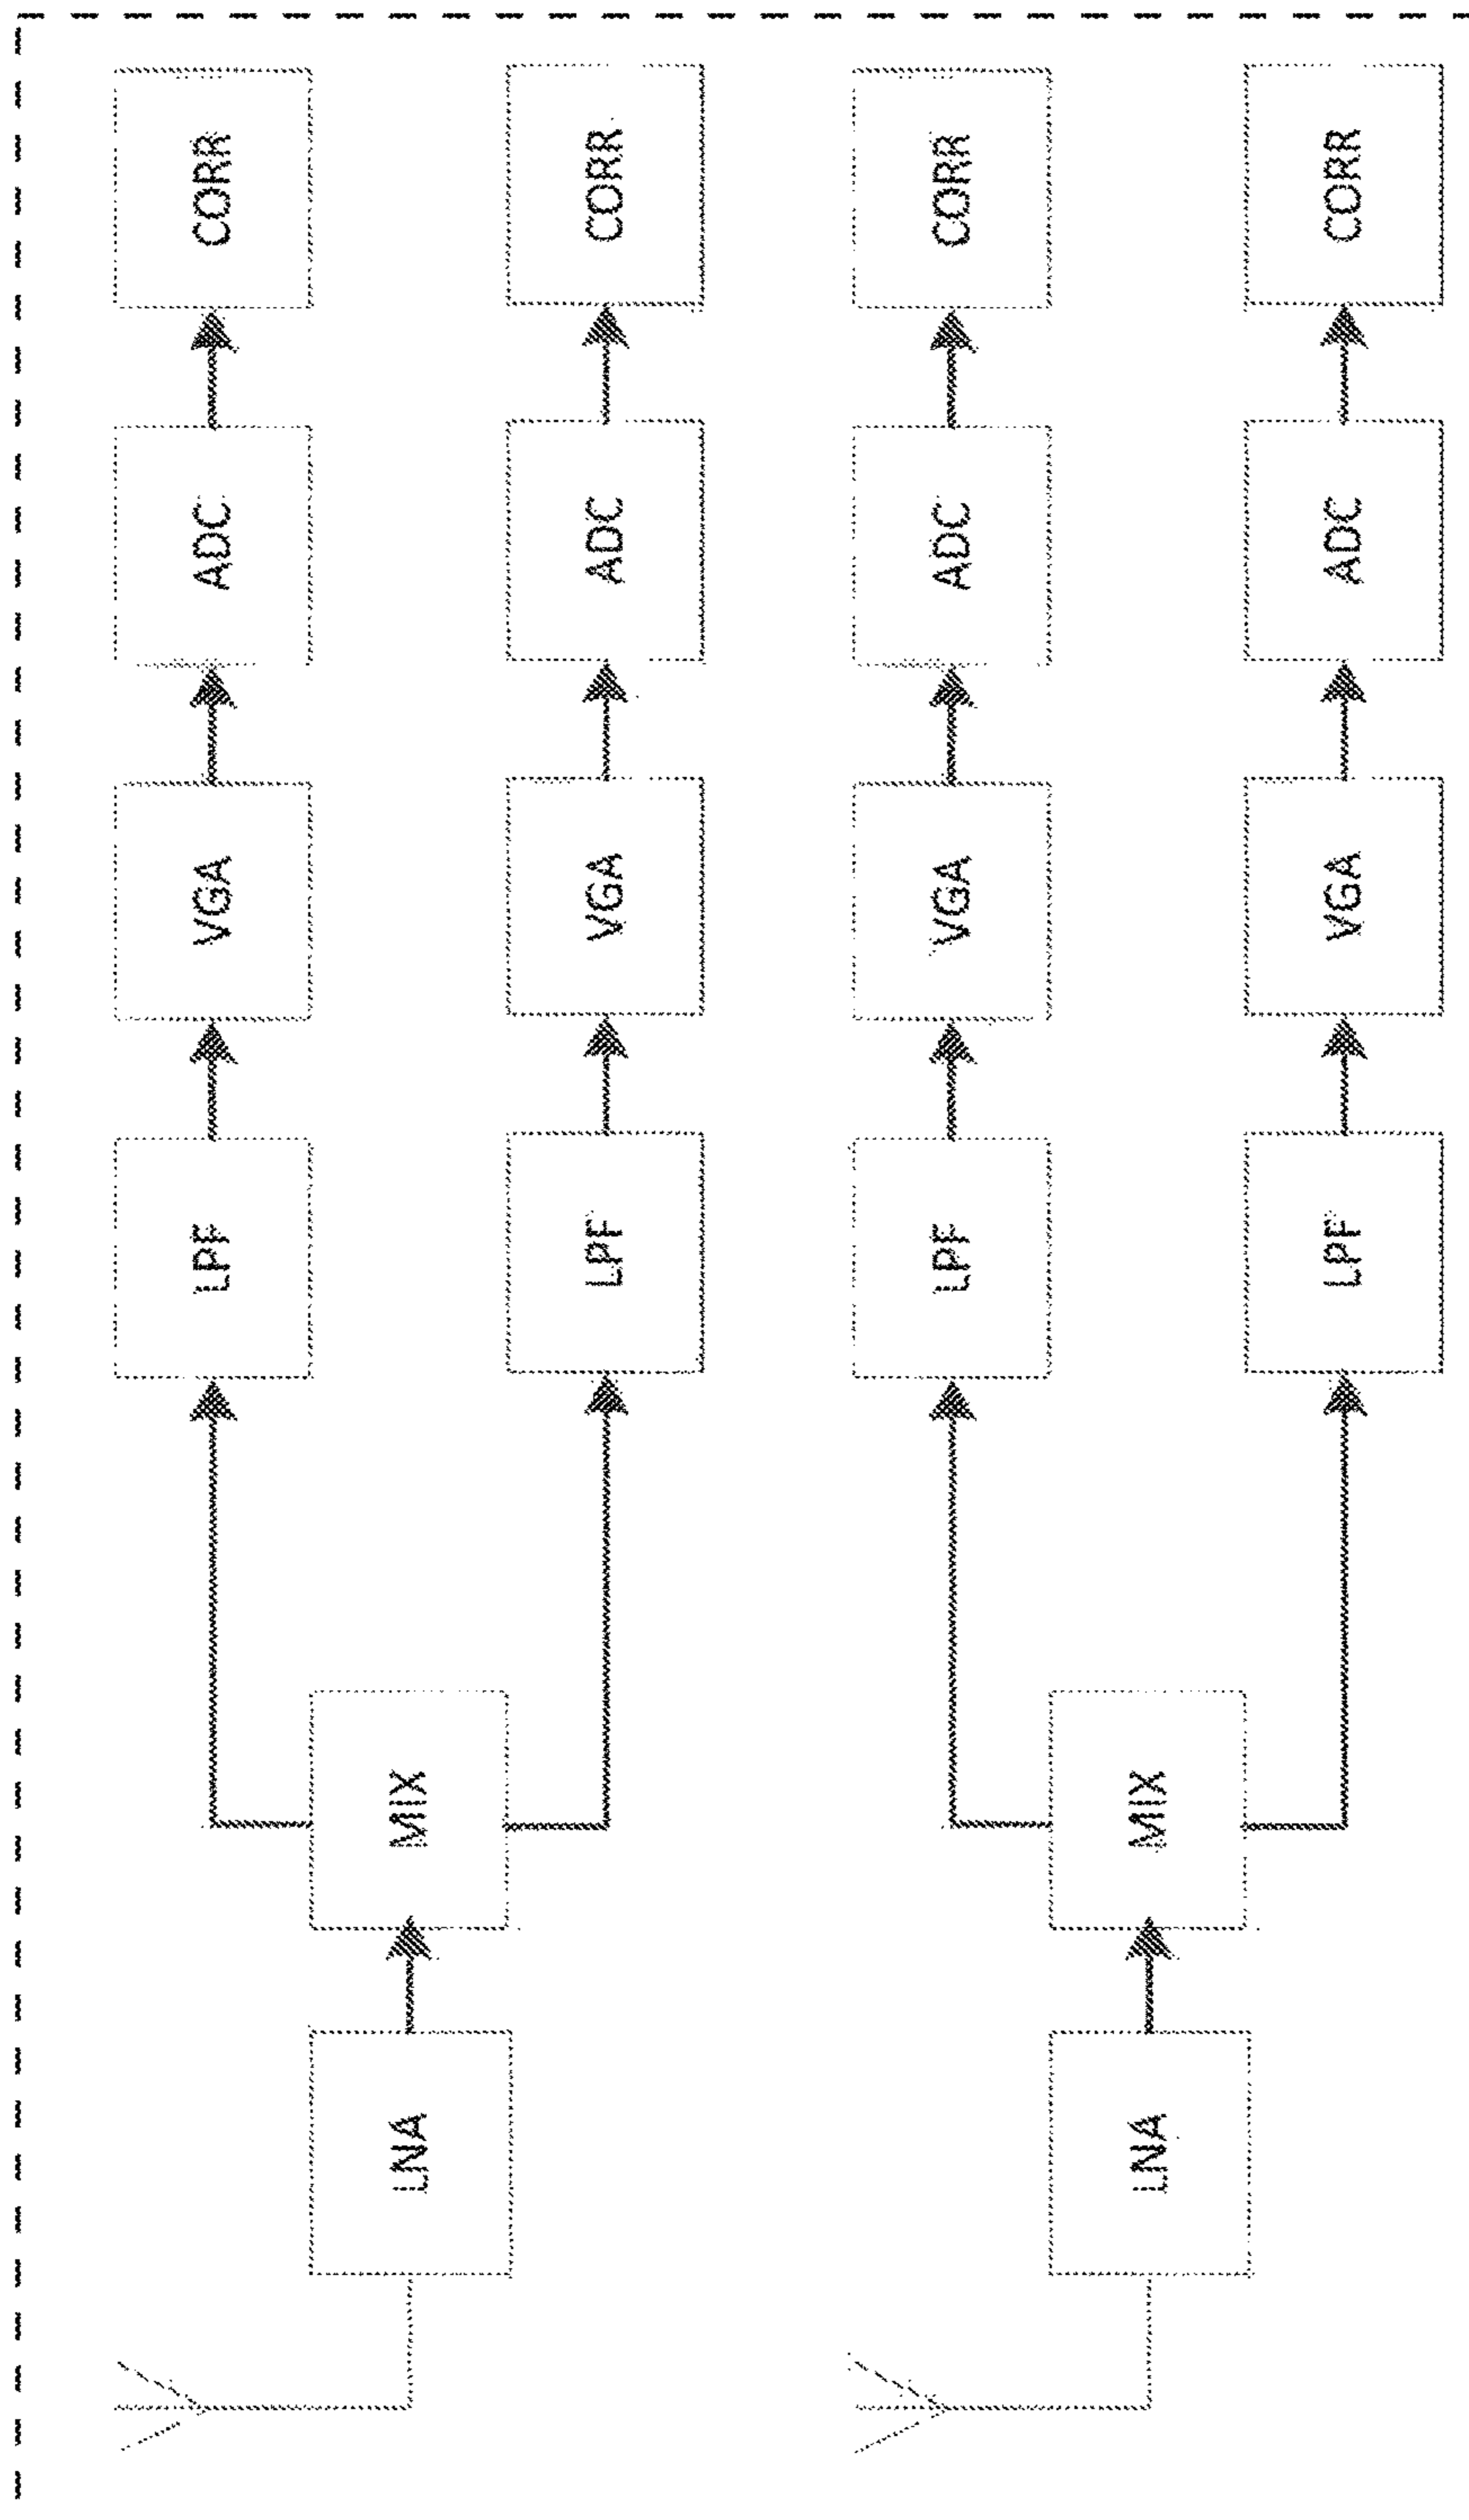 CORR
CORR
CORR
CORR
ADC
ADC
ADC
ADC
VGA
VGA
VGA
VGA
LPF
LPF
LPF
LPF
MIX
MIX
LNA
LNA